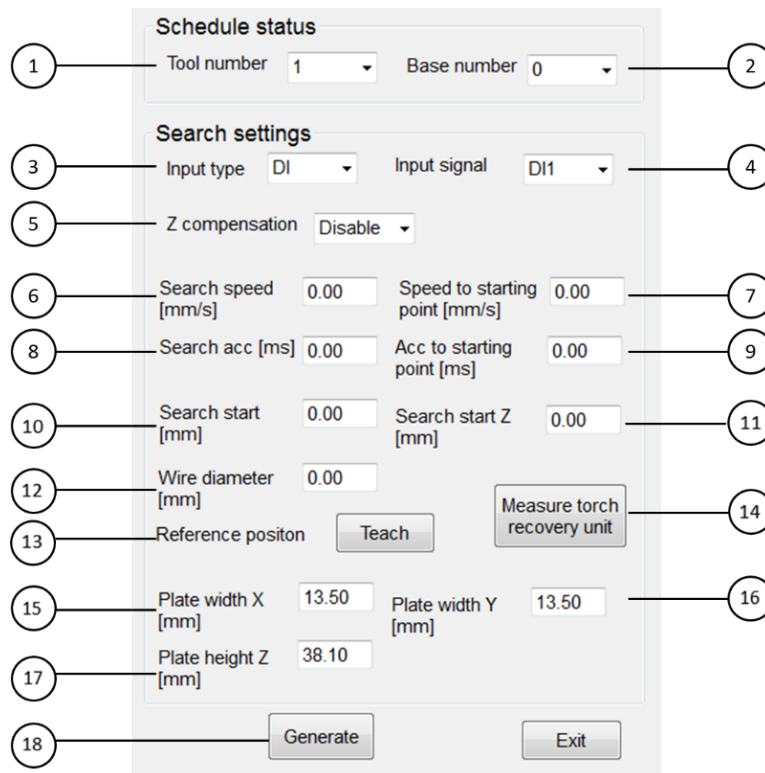 Schedule status
1 Tool number 1 Base number 0 2
Search settings
3 Input type DI Input signal DI1 4
5 Z compensation Disable
6 Search speed [mm/s] 0.00 Speed to starting point [mm/s] 0.00 7
8 Search acc [ms] 0.00 Acc to starting point [ms] 0.00 9
10 Search start [mm] 0.00 Search start Z [mm] 0.00 11
12 Wire diameter [mm] 0.00
13 Reference positon Teach Measure torch recovery unit 14
15 Plate width X [mm] 13.50 Plate width Y [mm] 13.50 16
17 Plate height Z [mm] 38.10
18 Generate Exit